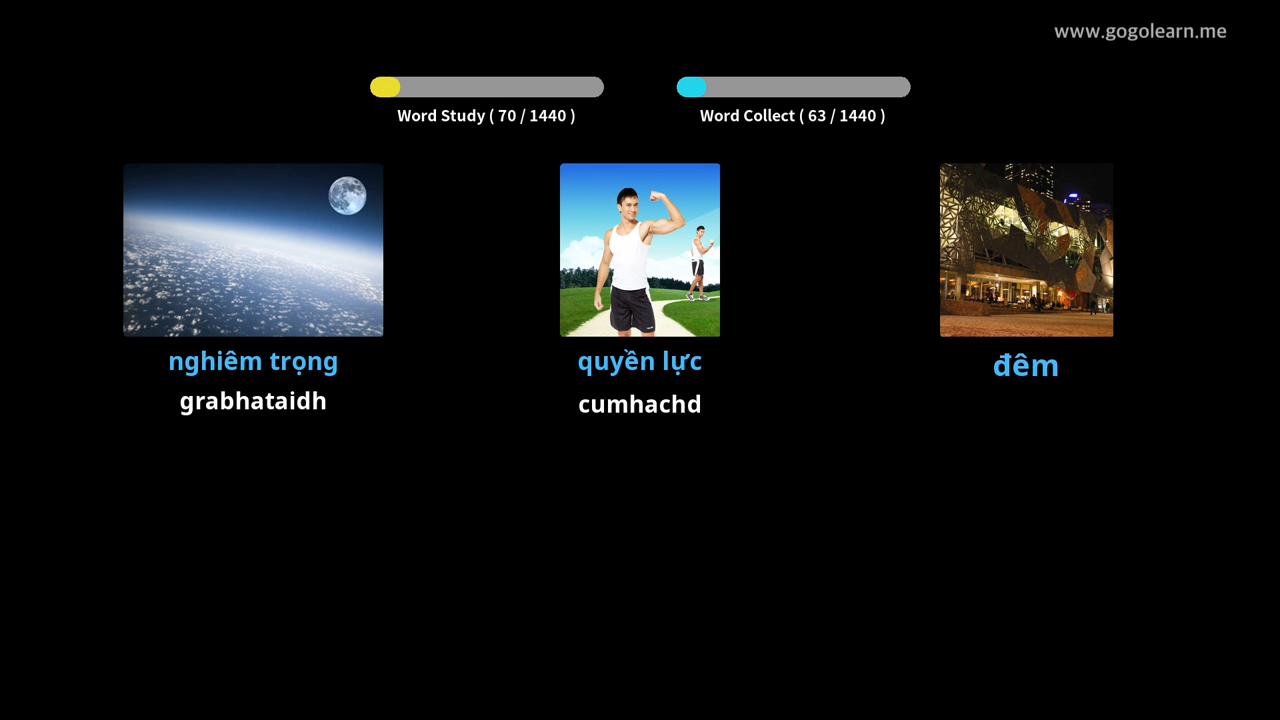 www.gogolearn.me
Word Study ( 70 / 1440 )
Word Collect ( 63 / 1440 )
nghiêm trọng
grabhataidh
quyền lực
cumhachd
đêm